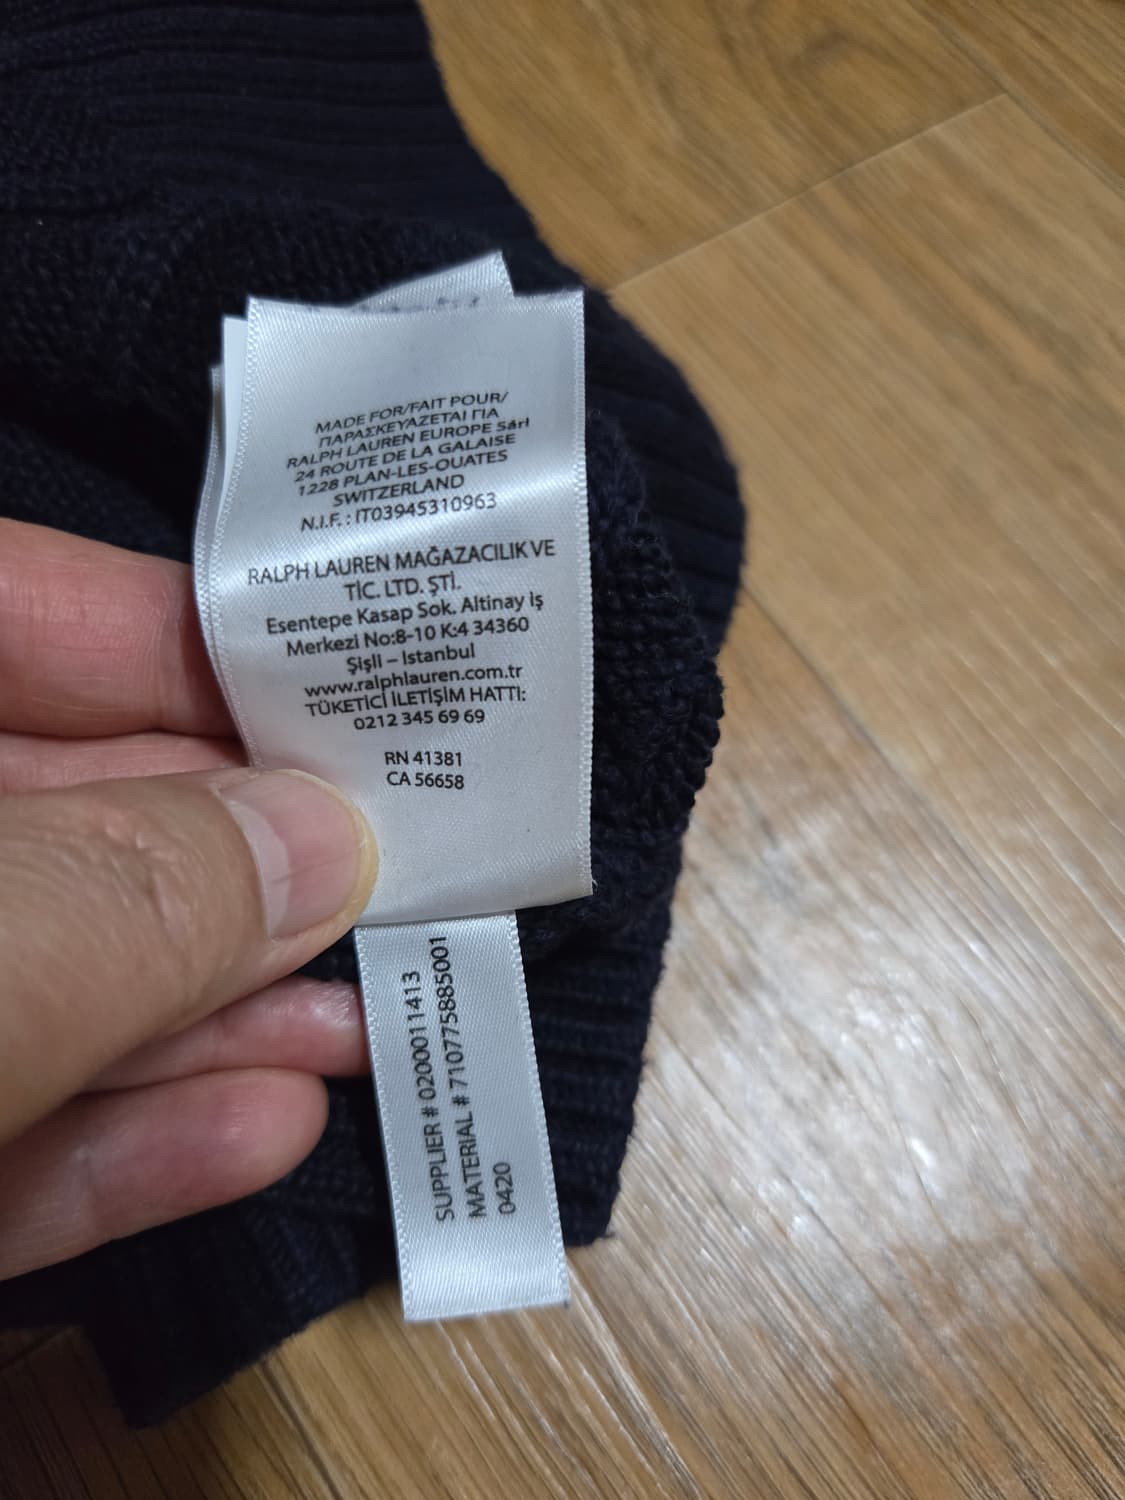 MADE FOR/FAIT POUR/
ΠΑΡΑΣΚΕΥΑΖΕΤΑΙ ΓΙΑ
RALPH LAUREN EUROPE Sárl
24 ROUTE DE LA GALAISE
1228 PLAN-LES-OUATES
SWITZERLAND
N.I.F. : IT03945310963
RALPH LAUREN MAĞAZACILIK VE
TİC. LTD. ŞTİ.
Esentepe Kasap Sok. Altinay iş
Merkezi No:8-10 K:4 34360
Şişli – Istanbul
www.ralphlauren.com.tr
TÜKETİCİ İLETİŞİM HATTI:
0212 345 69 69
RN 41381
CA 56658
SUPPLIER # 0200011413
MATERIAL # 710775885001
0420